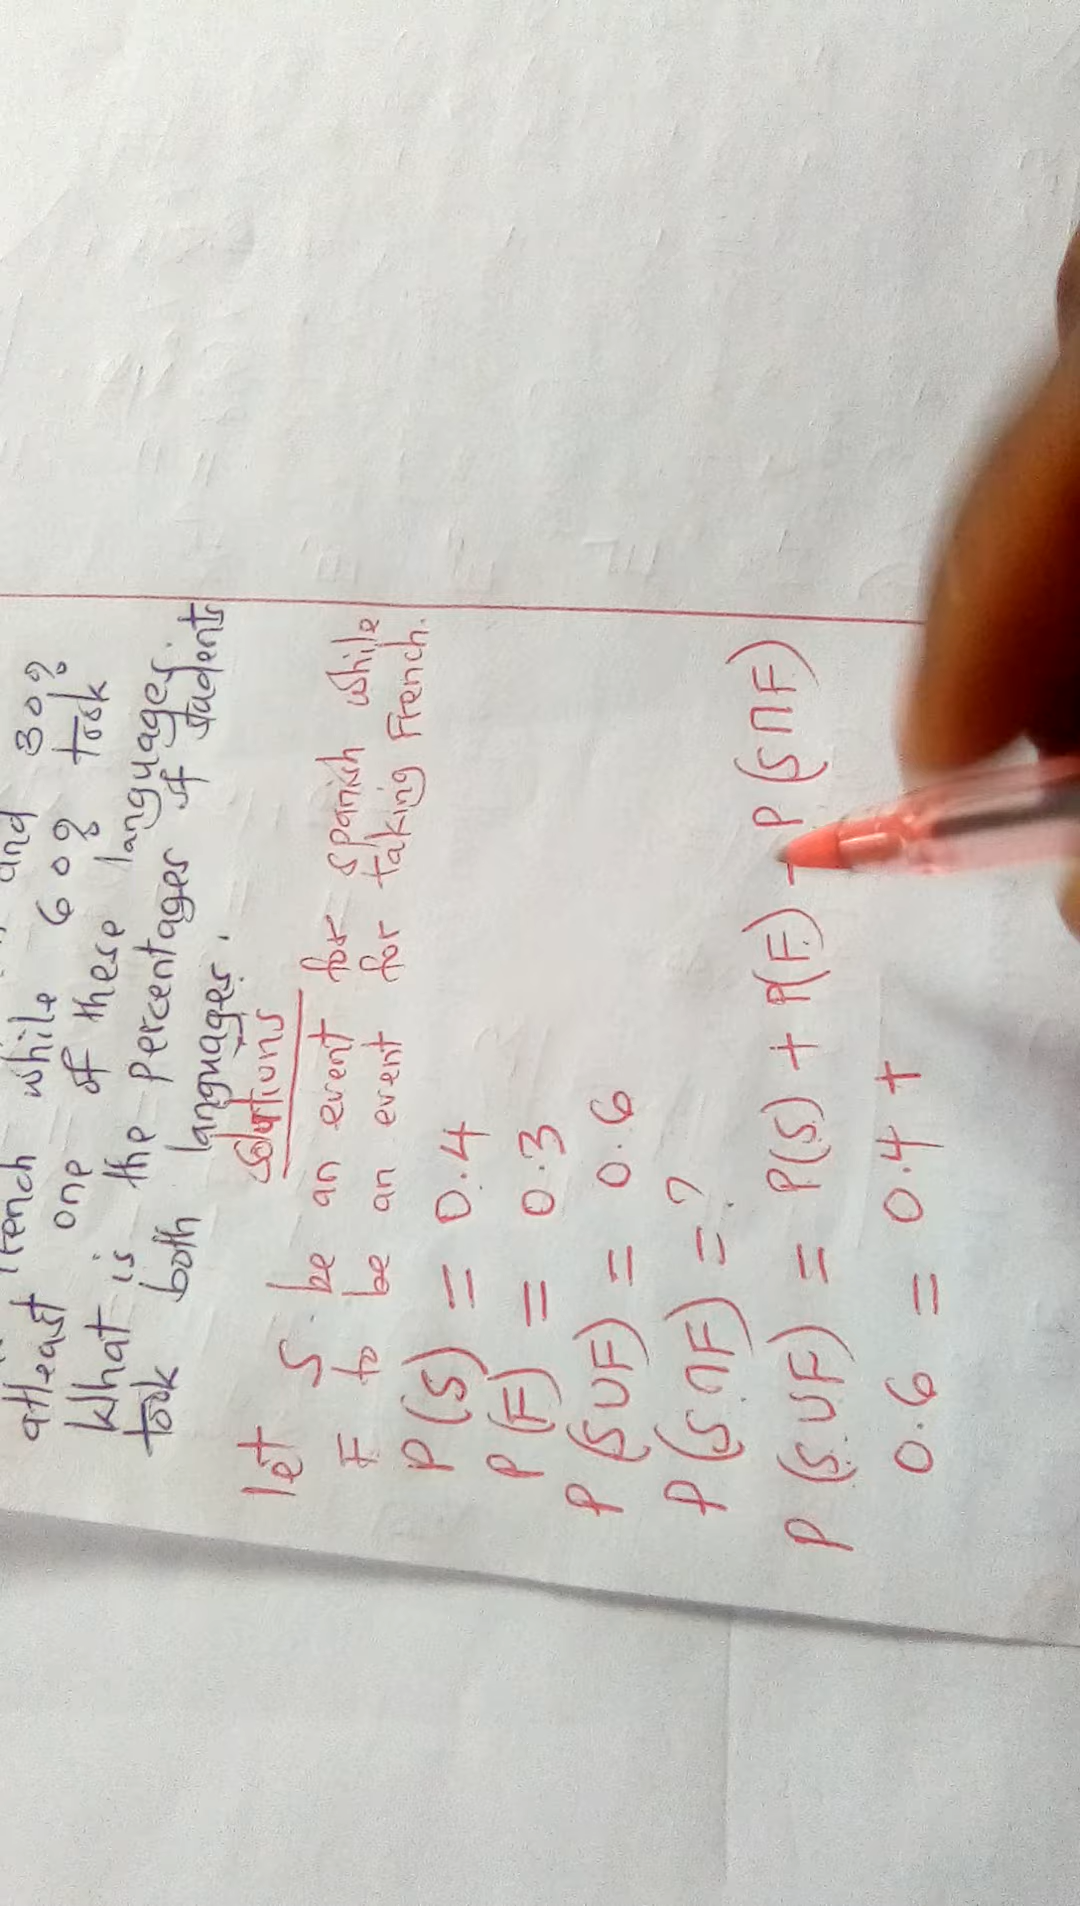 and 30%
atleast French while 60% took
one of these languages.
What is the percentages of students
took both languages.
Solutions
let S be an event for spanish while
F to be an event for taking French.
P(S) = 0.4
P(F) = 0.3
P(S∪F) = 0.6
P(S∩F) = ?
P(S∪F) = P(S) + P(F) - P(S∩F)
0.6 = 0.4 +